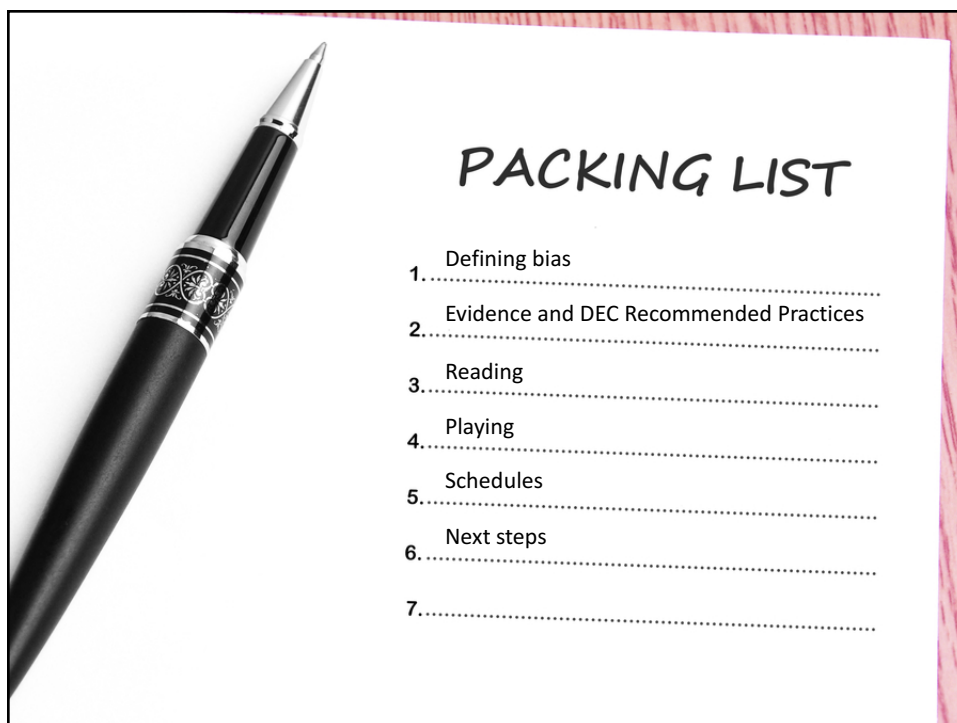 PACKING LIST
1. Defining bias
2. Evidence and DEC Recommended Practices
3. Reading
4. Playing
5. Schedules
6. Next steps
7.